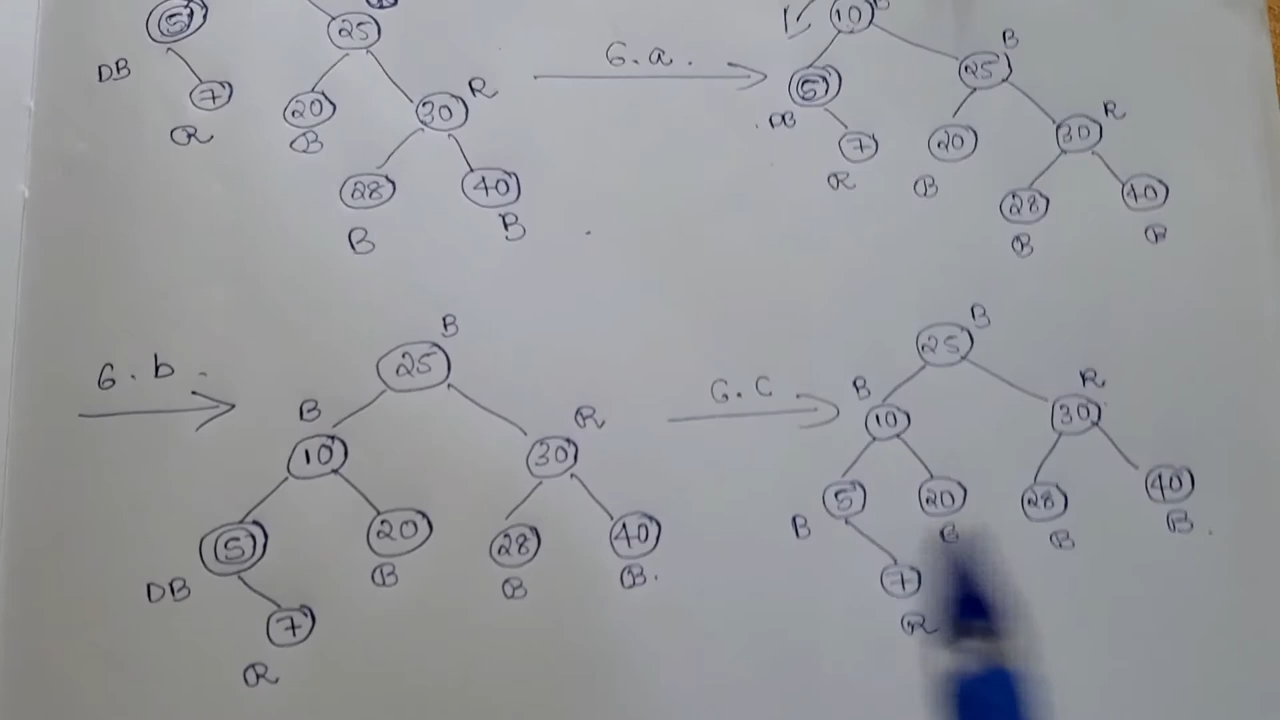 5 25 6.a. 10 B
DB 20 30 R 5 25 B
7 B DB 20 30 R
R 7 B
28 40 R 28 40
B B B B
6.b. 25 B 6.C 25 B
B 10 30 R B 10 30 R
5 20 28 40 5 20 28 40
DB B B B. B B B B.
7 7
R R